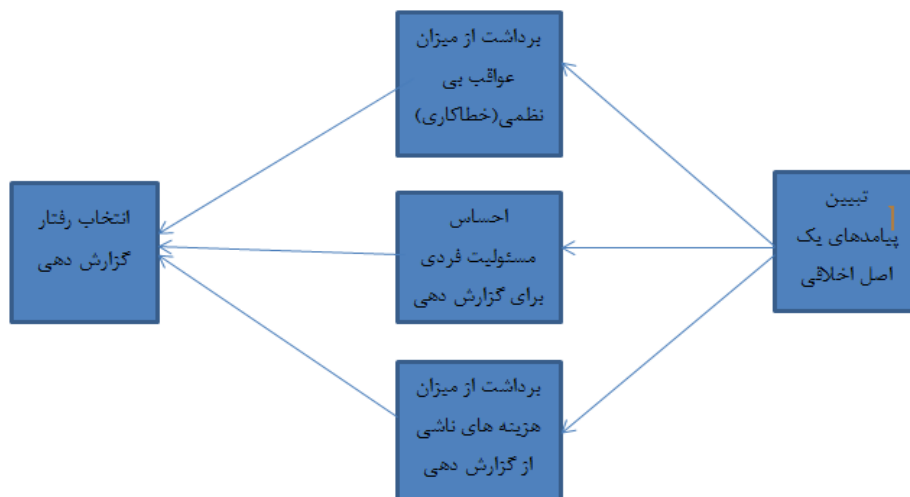 برداشت از میزان
عواقب بی
نظمی(خطاکاری)
تبیین
پیامدهای یک
اصل اخلاقی
احساس
مسئولیت فردی
برای گزارش دهی
انتخاب رفتار
گزارش دهی
برداشت از میزان
هزینه های ناشی
از گزارش دهی